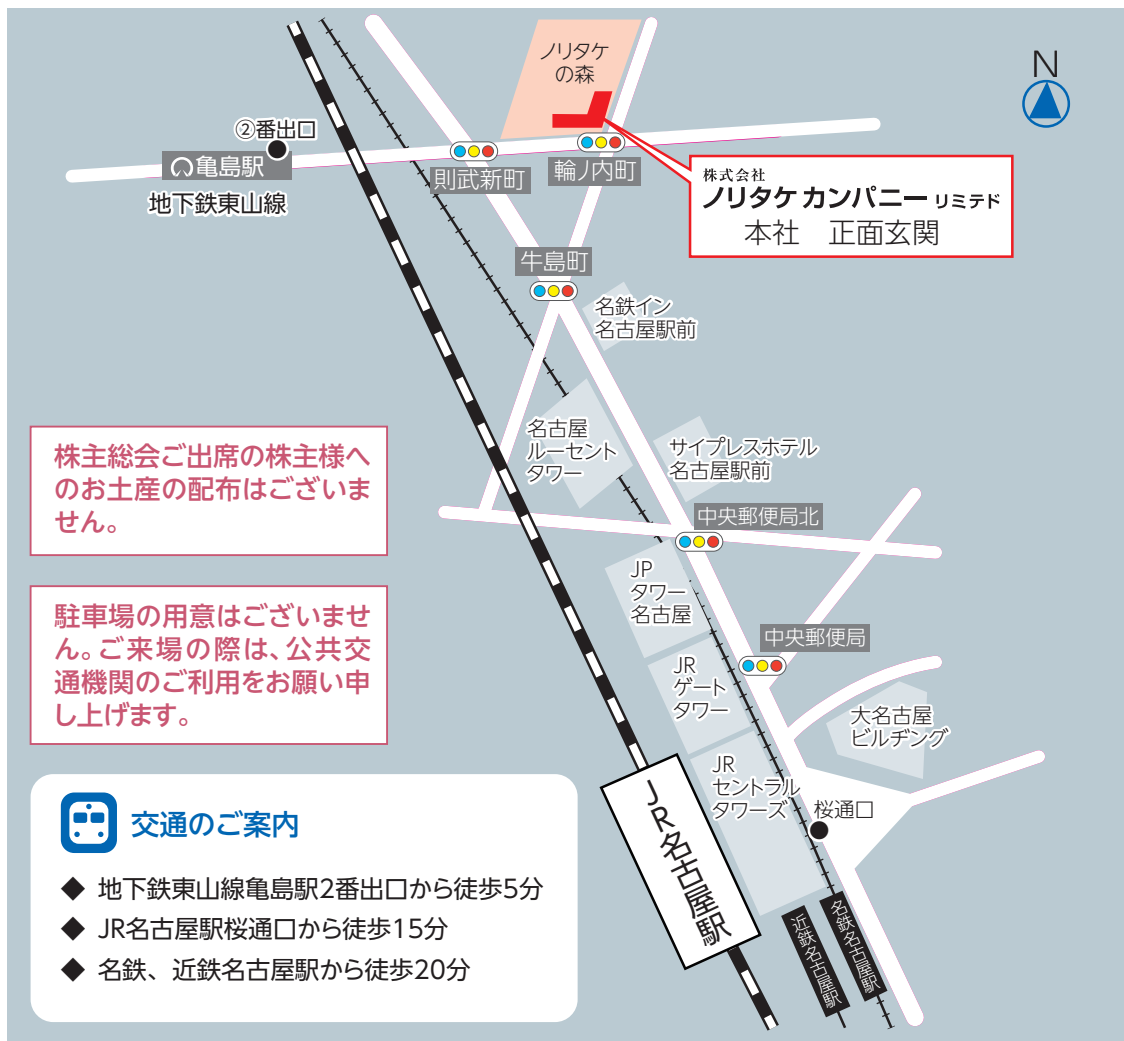 ノリタケ
の森
N
②番出口
亀島駅
地下鉄東山線
則武新町
輪ノ内町
株式会社
ノリタケ カンパニー リミテド
本社　正面玄関
牛島町
名鉄イン
名古屋駅前
名古屋
ルーセント
タワー
サイプレスホテル
名古屋駅前
中央郵便局北
株主総会ご出席の株主様へ
のお土産の配布はございま
せん。
JP
タワー
名古屋
駐車場の用意はございませ
ん。ご来場の際は、公共交
通機関のご利用をお願い申
し上げます。
中央郵便局
JR
ゲート
タワー
大名古屋
ビルヂング
JR
セントラル
タワーズ
桜通口
JR名古屋駅
近鉄名古屋駅
名鉄名古屋駅
交通のご案内
◆ 地下鉄東山線亀島駅2番出口から徒歩5分
◆ JR名古屋駅桜通口から徒歩15分
◆ 名鉄、近鉄名古屋駅から徒歩20分